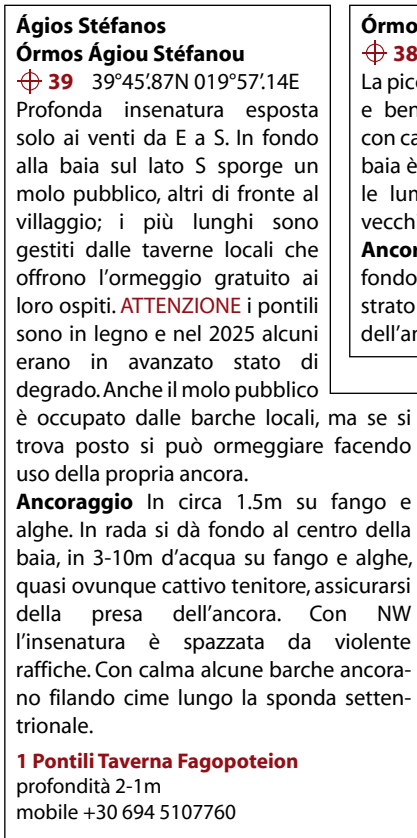 Ágios Stéfanos
Órmos Ágiou Stéfanou
39 39°45'.87N 019°57'.14E
Profonda insenatura esposta
solo ai venti da E a S. In fondo
alla baia sul lato S sporge un
molo pubblico, altri di fronte al
villaggio; i più lunghi sono
gestiti dalle taverne locali che
offrono l'ormeggio gratuito ai
loro ospiti. ATTENZIONE i pontili
sono in legno e nel 2025 alcuni
erano in avanzato stato di
degrado. Anche il molo pubblico
è occupato dalle barche locali, ma se si
trova posto si può ormeggiare facendo
uso della propria ancora.
Ancoraggio In circa 1.5m su fango e
alghe. In rada si dà fondo al centro della
baia, in 3-10m d'acqua su fango e alghe,
quasi ovunque cattivo tenitore, assicurarsi
della presa dell'ancora. Con NW
l'insenatura è spazzata da violente
raffiche. Con calma alcune barche ancora-
no filando cime lungo la sponda setten-
trionale.
1 Pontili Taverna Fagopoteion
profondità 2-1m
mobile +30 694 5107760
Órmo
38
La pic
e ben
con ca
baia è
le lum
vecch
Ancor
fondo
strato
dell'a